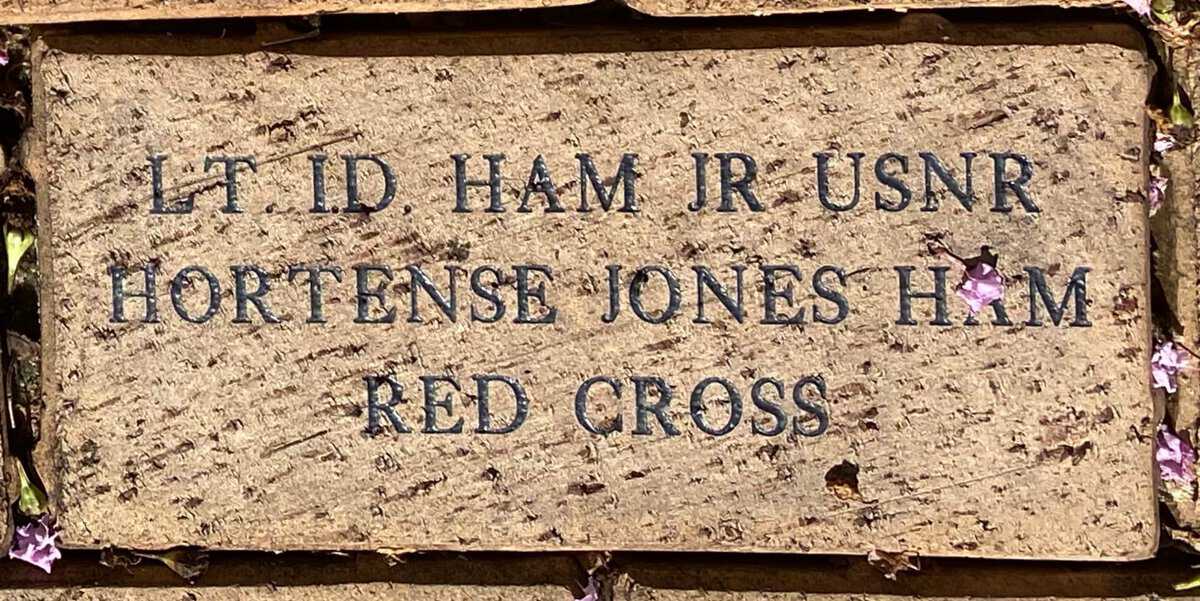 LT. I.D. HAM JR USNR
HORTENSE JONES HAM
RED CROSS